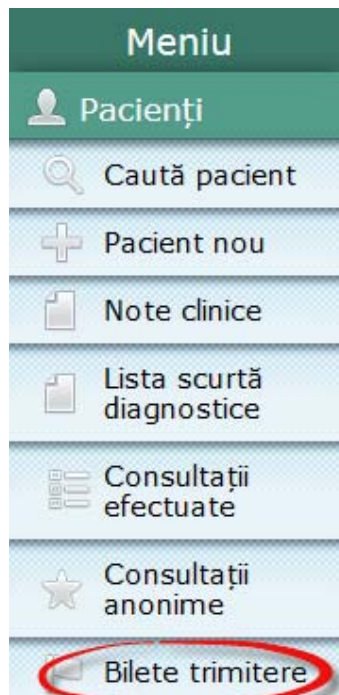 Meniu
Pacienți
Caută pacient
Pacient nou
Note clinice
Lista scurtă
diagnostice
Consultații
efectuate
Consultații
anonime
Bilete trimitere